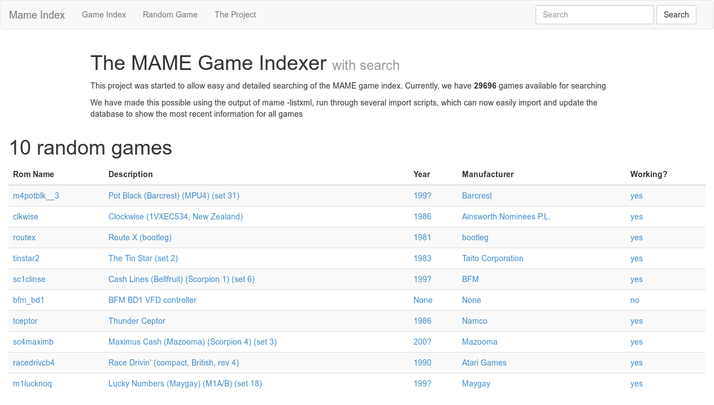 Mame Index Game Index Random Game The Project Search Search
The MAME Game Indexer with search
This project was started to allow easy and detailed searching of the MAME game index. Currently, we have 29696 games available for searching
We have made this possible using the output of mame -listxml, run through several import scripts, which can now easily import and update the
database to show the most recent information for all games
10 random games
Rom Name Description Year Manufacturer Working?
m4potblk__3 Pot Black (Barcrest) (MPU4) (set 31) 199? Barcrest yes
clkwise Clockwise (1VXEC534, New Zealand) 1986 Ainsworth Nominees P.L. yes
routex Route X (bootleg) 1981 bootleg yes
tinstar2 The Tin Star (set 2) 1983 Taito Corporation yes
sc1clinse Cash Lines (Bellfruit) (Scorpion 1) (set 6) 199? BFM yes
bfm_bd1 BFM BD1 VFD controller None None no
tceptor Thunder Ceptor 1986 Namco yes
sc4maximb Maximus Cash (Mazooma) (Scorpion 4) (set 3) 200? Mazooma yes
racedrivcb4 Race Drivin' (compact, British, rev 4) 1990 Atari Games yes
m1lucknoq Lucky Numbers (Maygay) (M1A/B) (set 18) 199? Maygay yes